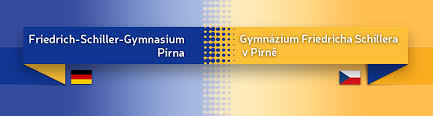 Friedrich-Schiller-Gymnasium
Pirna
Gymnázium Friedricha Schillera
v Pirně